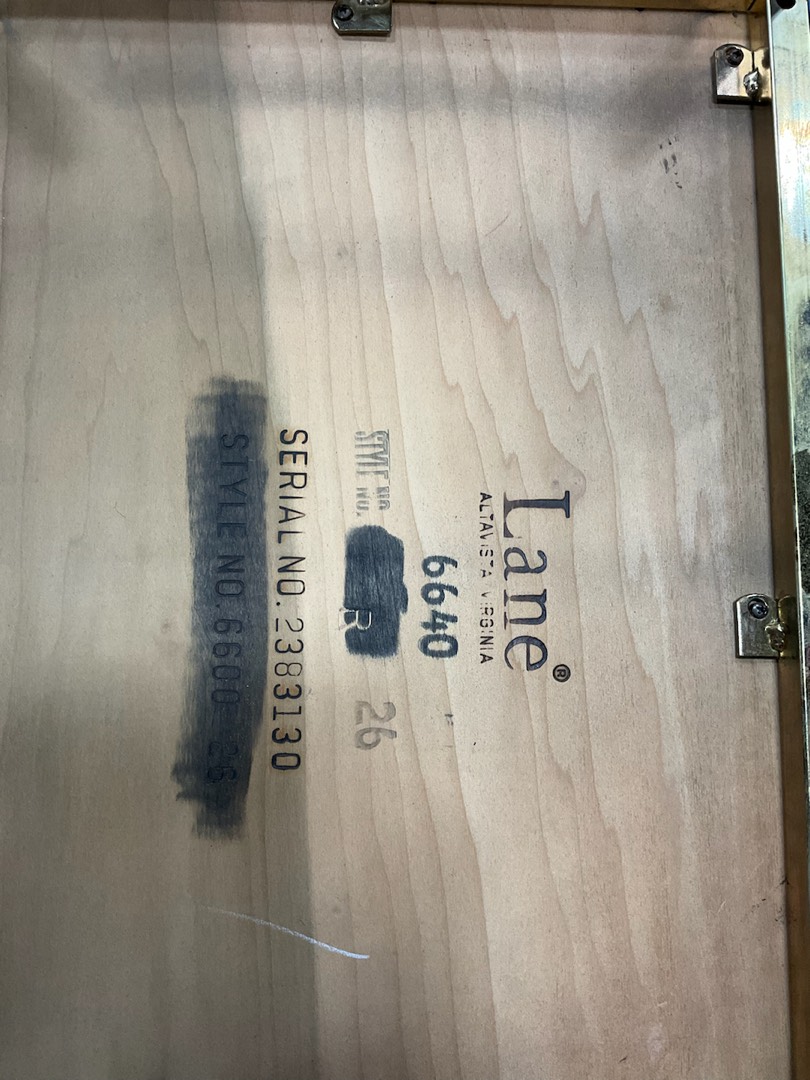 Lane®
ALTAVISTA VIRGINIA
6640
STYLE NO. R 26
SERIAL NO. 2383130
STYLE NO. 6600 26